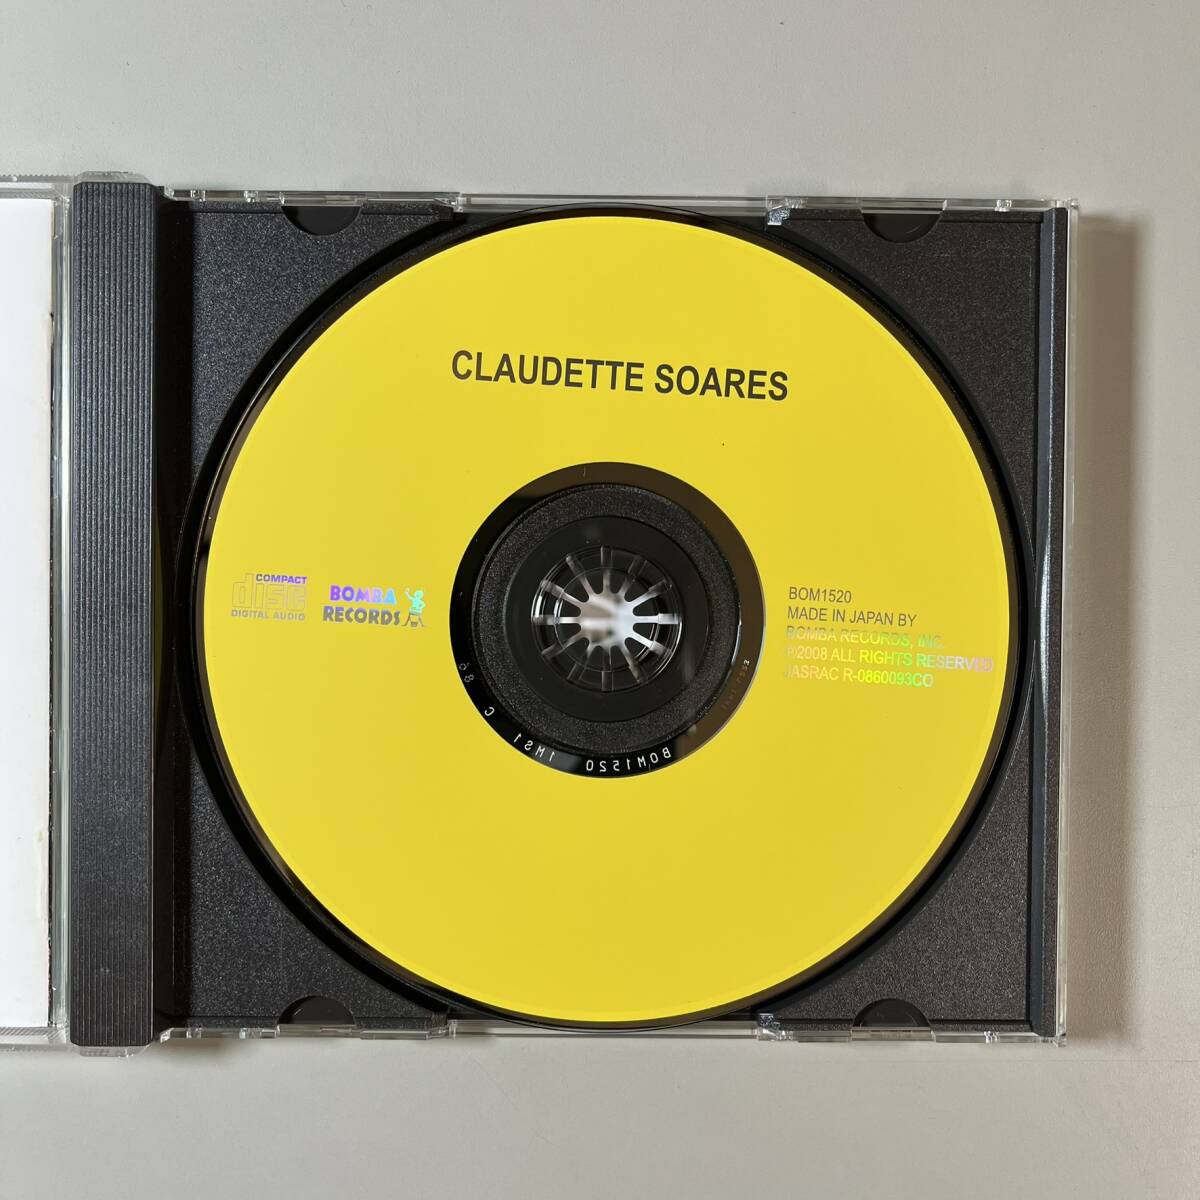 CLAUDETTE SOARES
COMPACT
disc
DIGITAL AUDIO
BOMBA
RECORDS
BOM1520
MADE IN JAPAN BY
BOMBA RECORDS, INC.
℗2008 ALL RIGHTS RESERVED
JASRAC R-0860093CO
BOM1520 1MS1 C 86